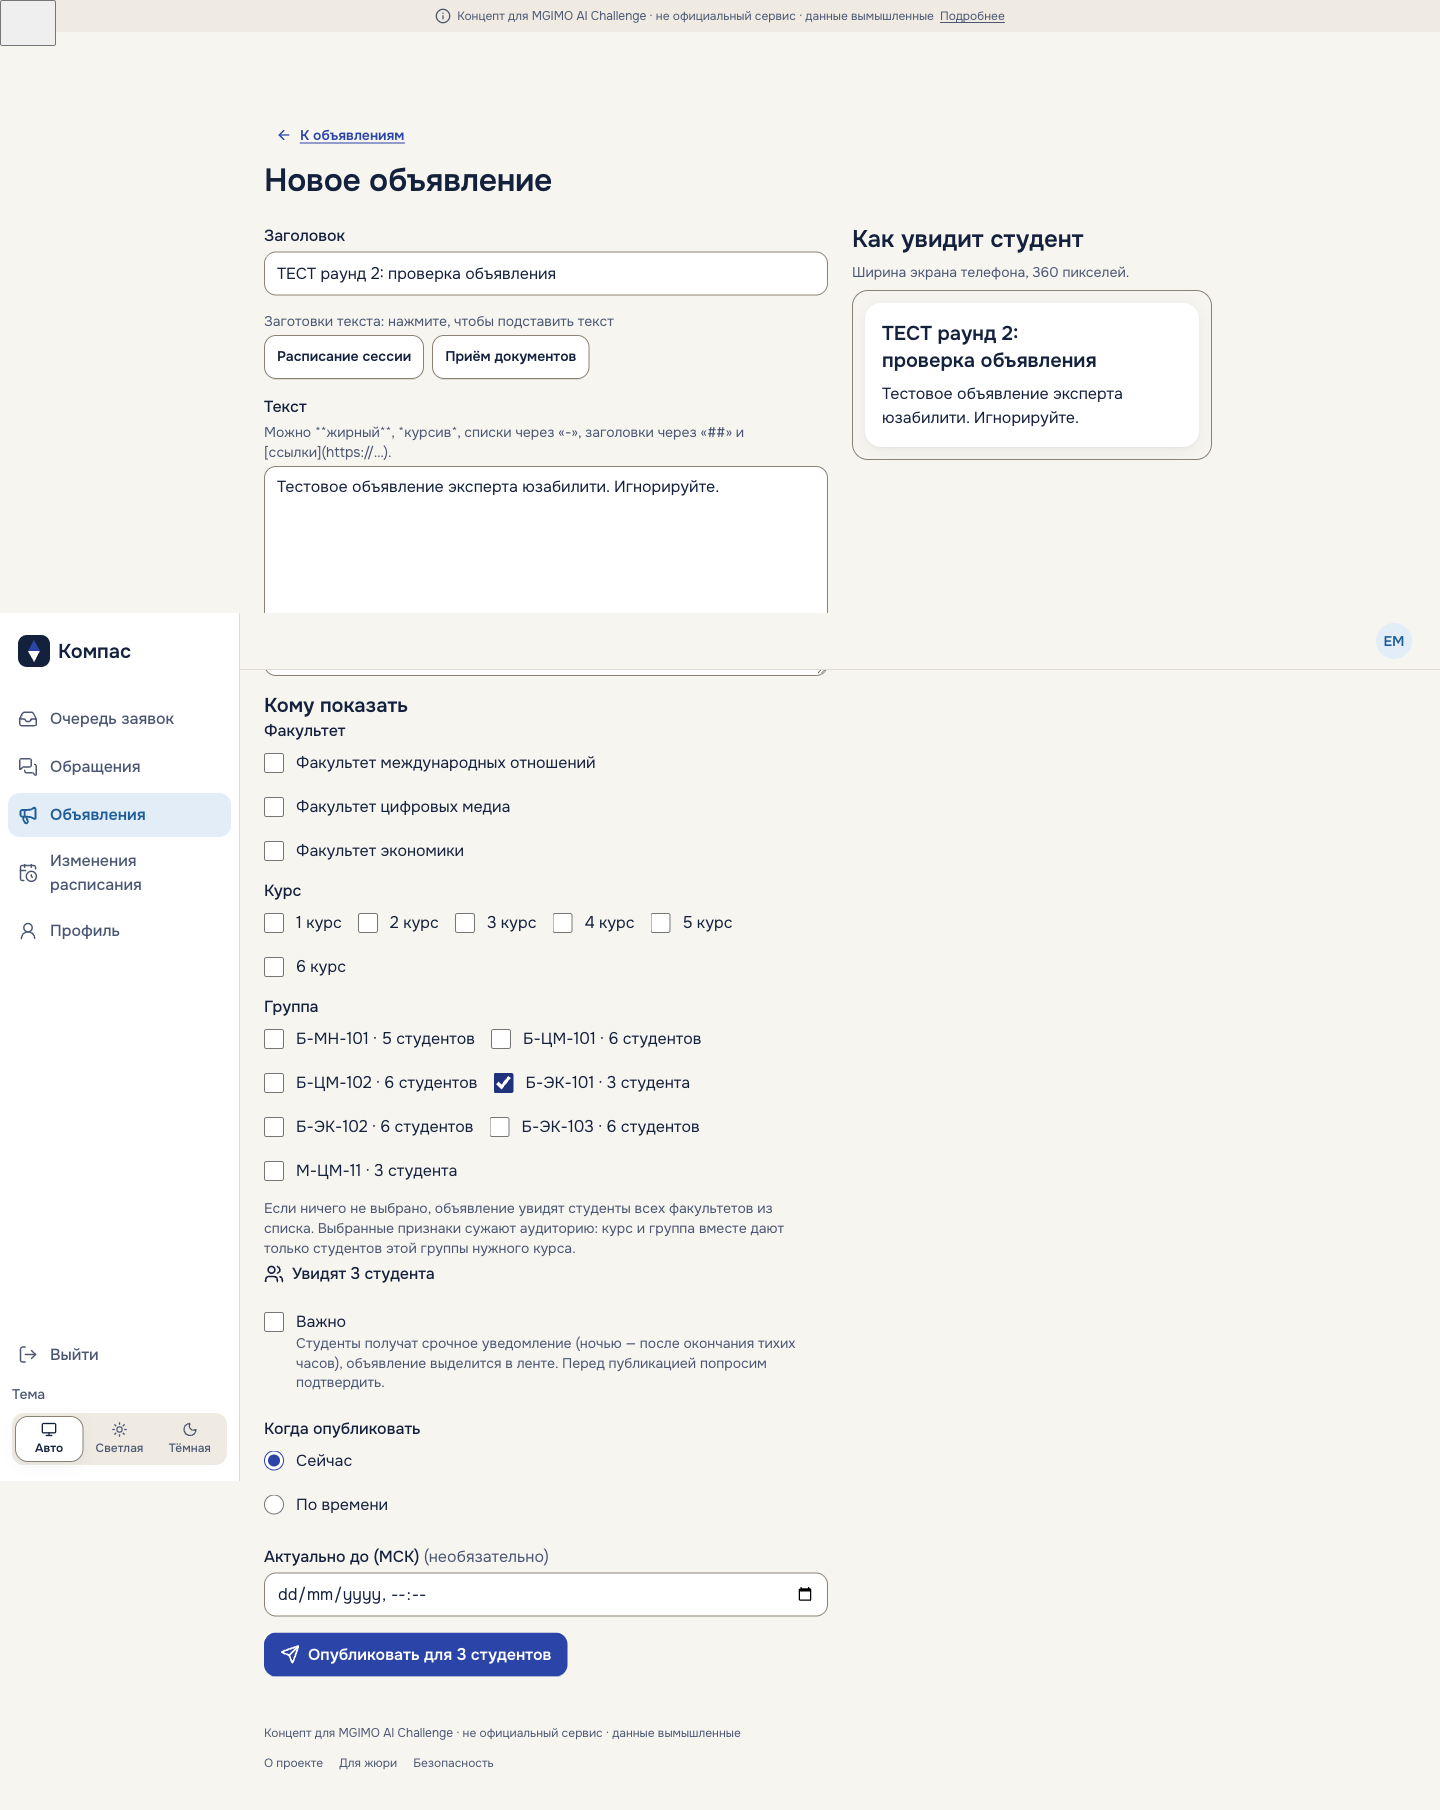 Концепт для MGIMO AI Challenge · не официальный сервис · данные вымышленные Подробнее
К объявлениям
Новое объявление
Заголовок
ТЕСТ раунд 2: проверка объявления
Заготовки текста: нажмите, чтобы подставить текст
Расписание сессии
Приём документов
Текст
Можно **жирный**, *курсив*, списки через «-», заголовки через «##» и
[ссылки](https://...).
Тестовое объявление эксперта юзабилити. Игнорируйте.
Как увидит студент
Ширина экрана телефона, 360 пикселей.
ТЕСТ раунд 2:
проверка объявления
Тестовое объявление эксперта
юзабилити. Игнорируйте.
Компас
ЕМ
Очередь заявок
Обращения
Объявления
Изменения
расписания
Профиль
Выйти
Тема
Авто
Светлая
Тёмная
Кому показать
Факультет
Факультет международных отношений
Факультет цифровых медиа
Факультет экономики
Курс
1 курс 2 курс 3 курс 4 курс 5 курс
6 курс
Группа
Б-МН-101 · 5 студентов Б-ЦМ-101 · 6 студентов
Б-ЦМ-102 · 6 студентов Б-ЭК-101 · 3 студента
Б-ЭК-102 · 6 студентов Б-ЭК-103 · 6 студентов
М-ЦМ-11 · 3 студента
Если ничего не выбрано, объявление увидят студенты всех факультетов из
списка. Выбранные признаки сужают аудиторию: курс и группа вместе дают
только студентов этой группы нужного курса.
Увидят 3 студента
Важно
Студенты получат срочное уведомление (ночью — после окончания тихих
часов), объявление выделится в ленте. Перед публикацией попросим
подтвердить.
Когда опубликовать
Сейчас
По времени
Актуально до (МСК) (необязательно)
dd/mm/yyyy, --:--
Опубликовать для 3 студентов
Концепт для MGIMO AI Challenge · не официальный сервис · данные вымышленные
О проекте Для жюри Безопасность